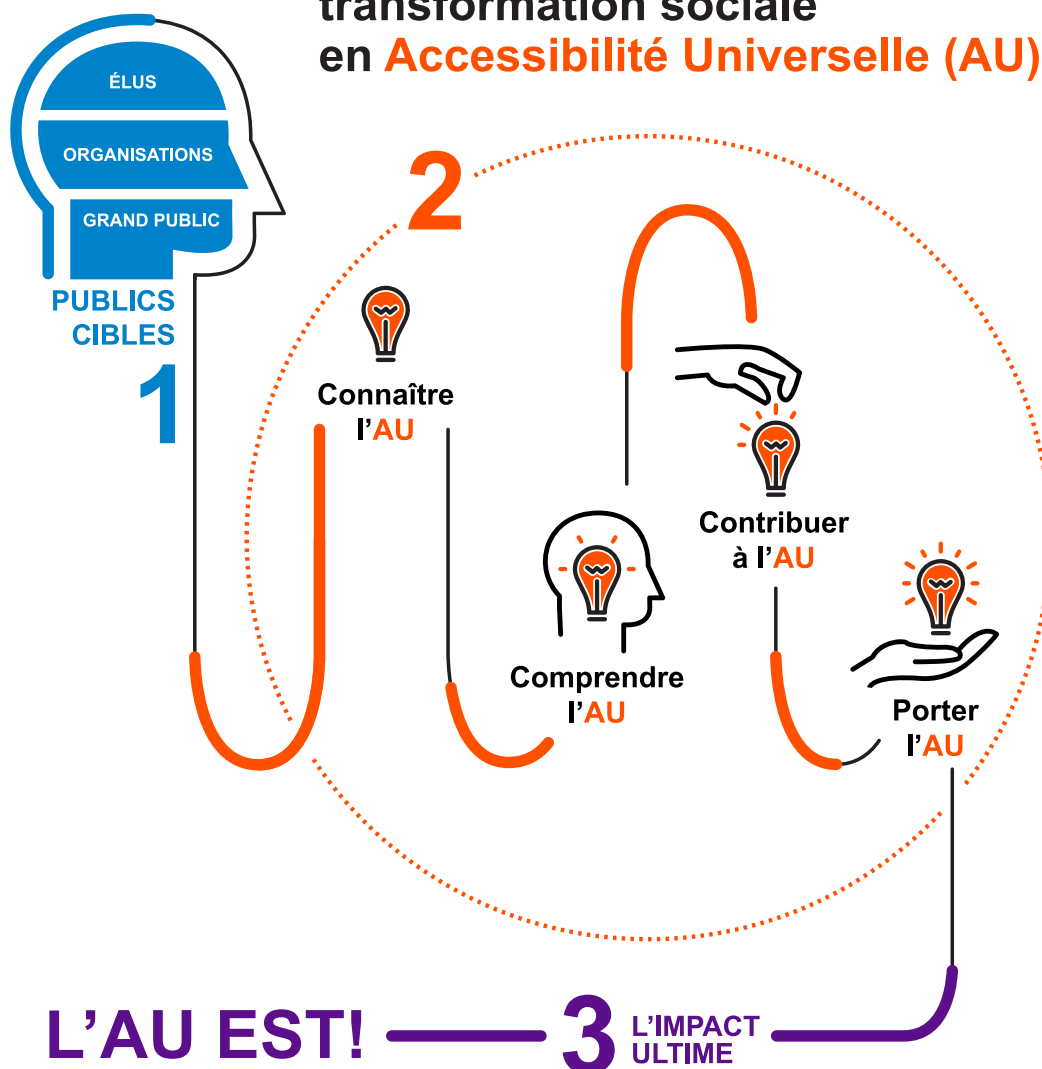 transformation sociale
en Accessibilité Universelle (AU)
ÉLUS
ORGANISATIONS
GRAND PUBLIC
PUBLICS
CIBLES
1
2
Connaître
l’AU
Comprendre
l’AU
Contribuer
à l’AU
Porter
l’AU
L’AU EST!
3
L’IMPACT
ULTIME